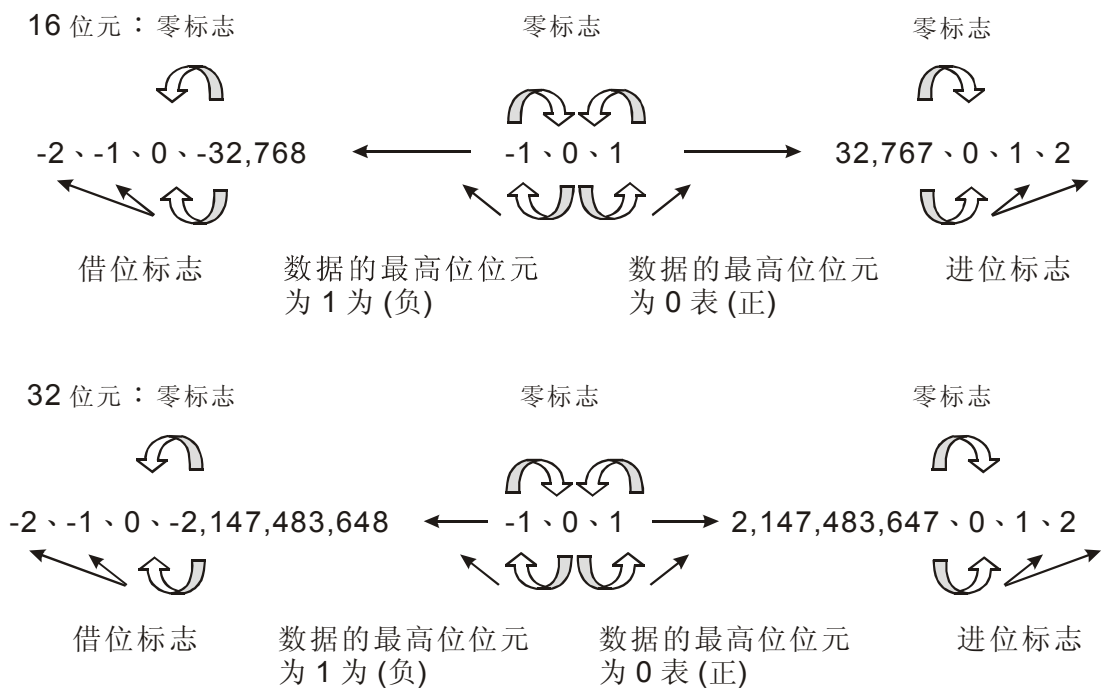 16 位元：零标志 零标志 零标志
-2、-1、0、-32,768 -1、0、1 32,767、0、1、2
借位标志 数据的最高位位元 数据的最高位位元 进位标志
为 1 为 (负) 为 0 表 (正)
32 位元：零标志 零标志 零标志
-2、-1、0、-2,147,483,648 -1、0、1 2,147,483,647、0、1、2
借位标志 数据的最高位位元 数据的最高位位元 进位标志
为 1 为 (负) 为 0 表 (正)